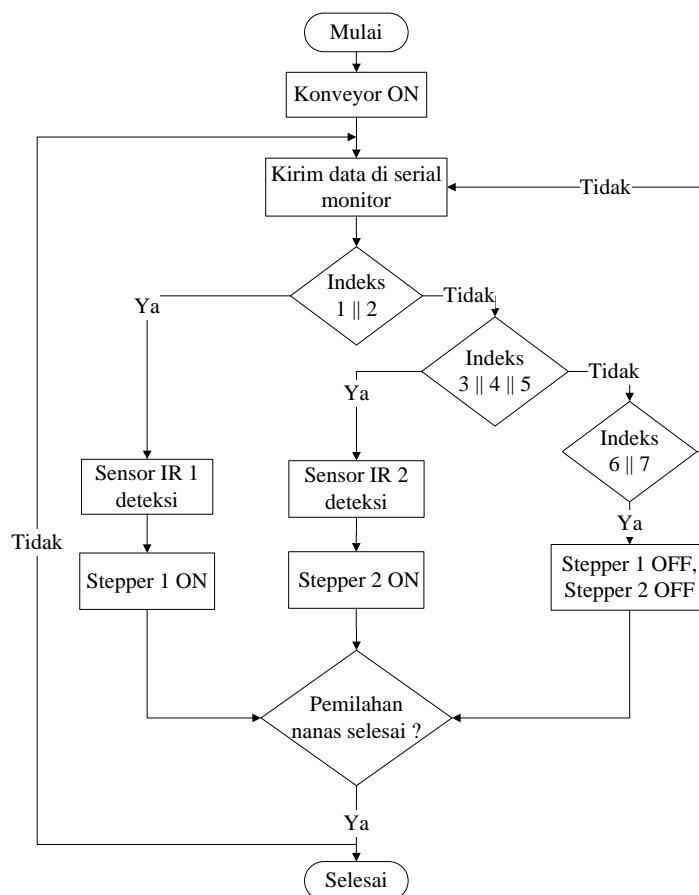 Mulai
Konveyor ON
Kirim data di serial
monitor
Tidak
Indeks
1 || 2
Ya
Tidak
Indeks
3 || 4 || 5
Ya
Tidak
Indeks
6 || 7
Sensor IR 1
deteksi
Sensor IR 2
deteksi
Ya
Tidak
Stepper 1 ON
Stepper 2 ON
Stepper 1 OFF,
Stepper 2 OFF
Pemilahan
nanas selesai ?
Ya
Selesai